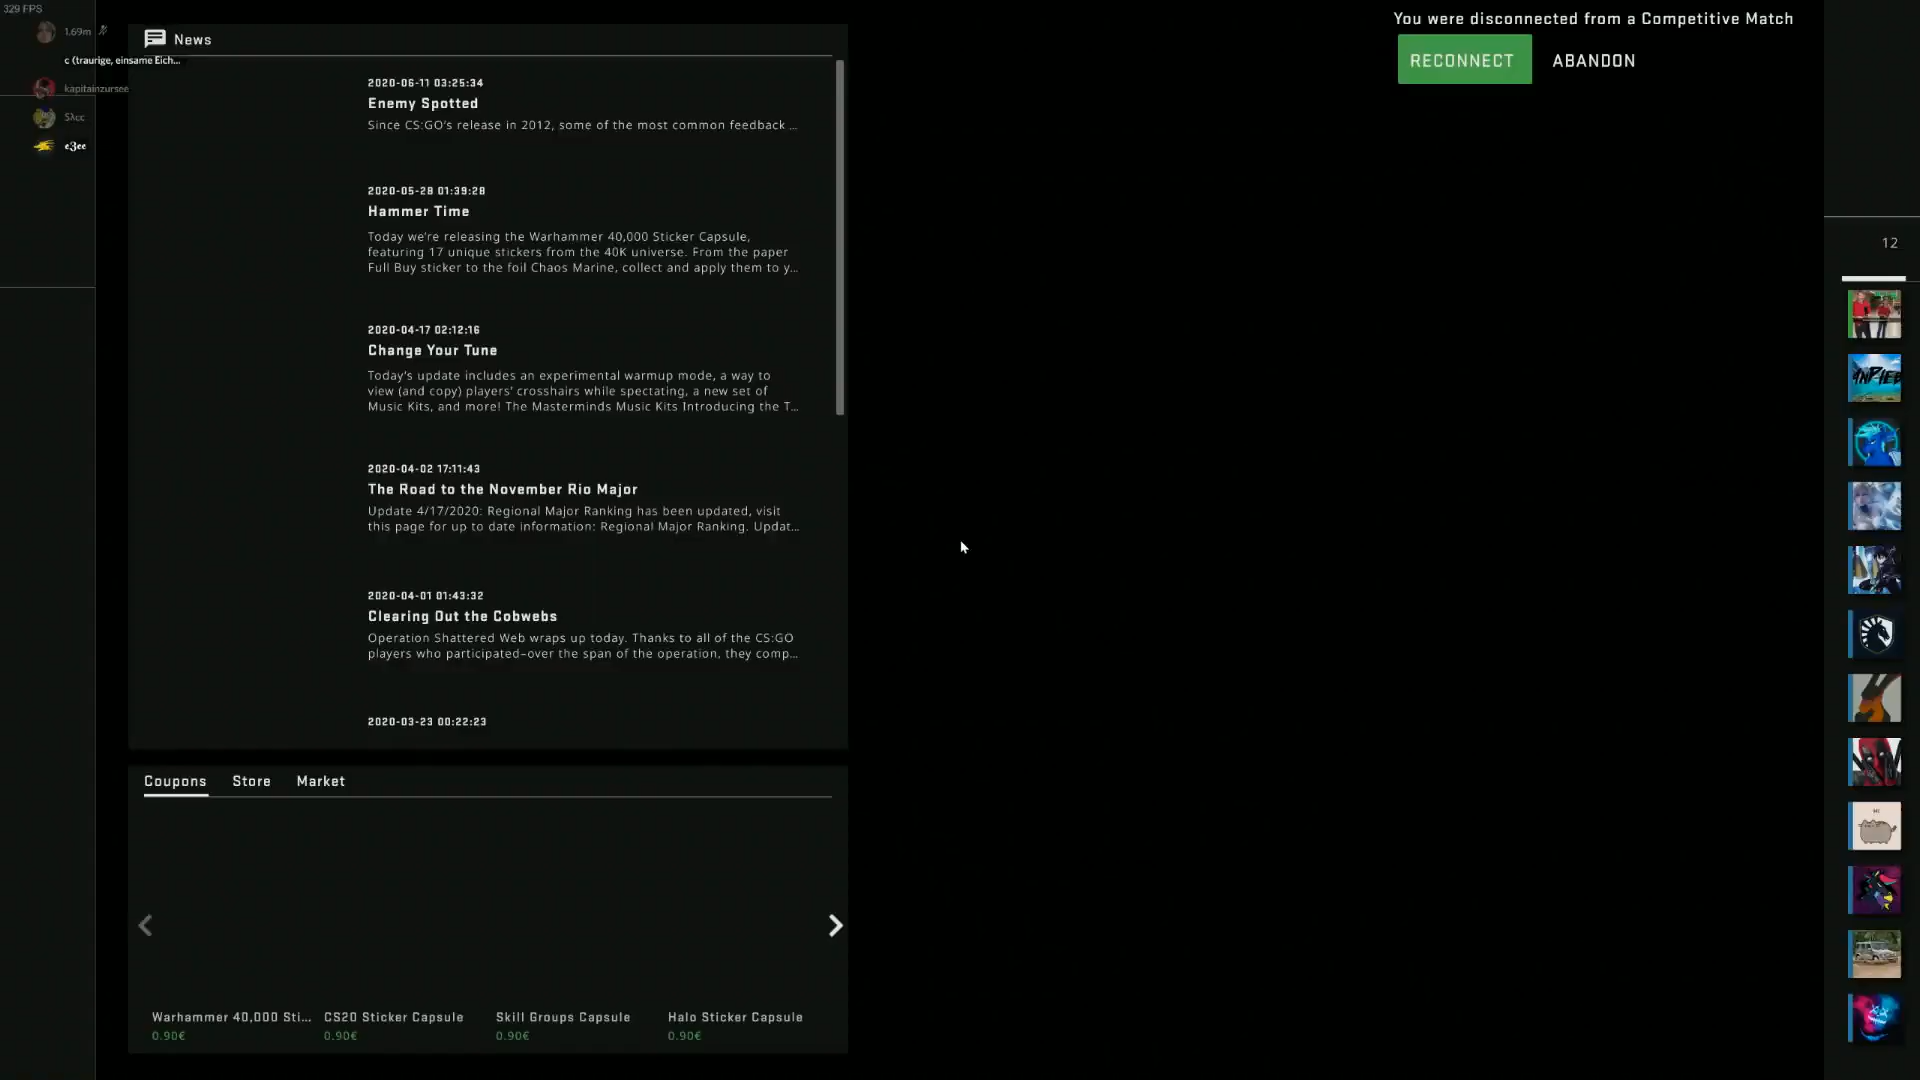 329 FPS
1.69m
c (traurige, einsame Eich...
kapitainzursee
Sλcc
e3ee
News
2020-06-11 03:25:34
Enemy Spotted
Since CS:GO's release in 2012, some of the most common feedback ...
2020-05-28 01:39:28
Hammer Time
Today we're releasing the Warhammer 40,000 Sticker Capsule,
featuring 17 unique stickers from the 40K universe. From the paper
Full Buy sticker to the foil Chaos Marine, collect and apply them to y...
2020-04-17 02:12:16
Change Your Tune
Today's update includes an experimental warmup mode, a way to
view (and copy) players' crosshairs while spectating, a new set of
Music Kits, and more! The Masterminds Music Kits Introducing the T...
2020-04-02 17:11:43
The Road to the November Rio Major
Update 4/17/2020: Regional Major Ranking has been updated, visit
this page for up to date information: Regional Major Ranking. Updat...
2020-04-01 01:43:32
Clearing Out the Cobwebs
Operation Shattered Web wraps up today. Thanks to all of the CS:GO
players who participated–over the span of the operation, they comp...
2020-03-23 00:22:23
Coupons Store Market
Warhammer 40,000 Sti... CS20 Sticker Capsule Skill Groups Capsule Halo Sticker Capsule
0.90€ 0.90€ 0.90€ 0.90€
You were disconnected from a Competitive Match
RECONNECT ABANDON
12